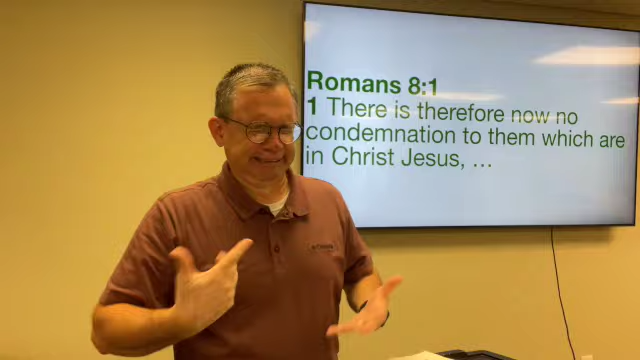 Romans 8:1
1 There is therefore now no
condemnation to them which are
in Christ Jesus, ...